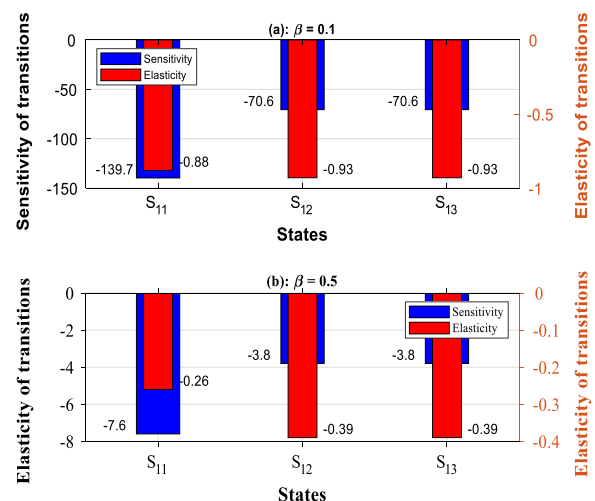 (a): β = 0.1
Sensitivity of transitions
0
-50
-100
-150
Sensitivity
Elasticity
-139.7
-0.88
-70.6
-0.93
-70.6
-0.93
0
-0.5
-1
Elasticity of transitions
S11
S12
S13
States
(b): β = 0.5
Elasticity of transitions
0
-2
-4
-6
-8
Sensitivity
Elasticity
-7.6
-0.26
-3.8
-0.39
-3.8
-0.39
0
-0.1
-0.2
-0.3
-0.4
Elasticity of transitions
S11
S12
S13
States